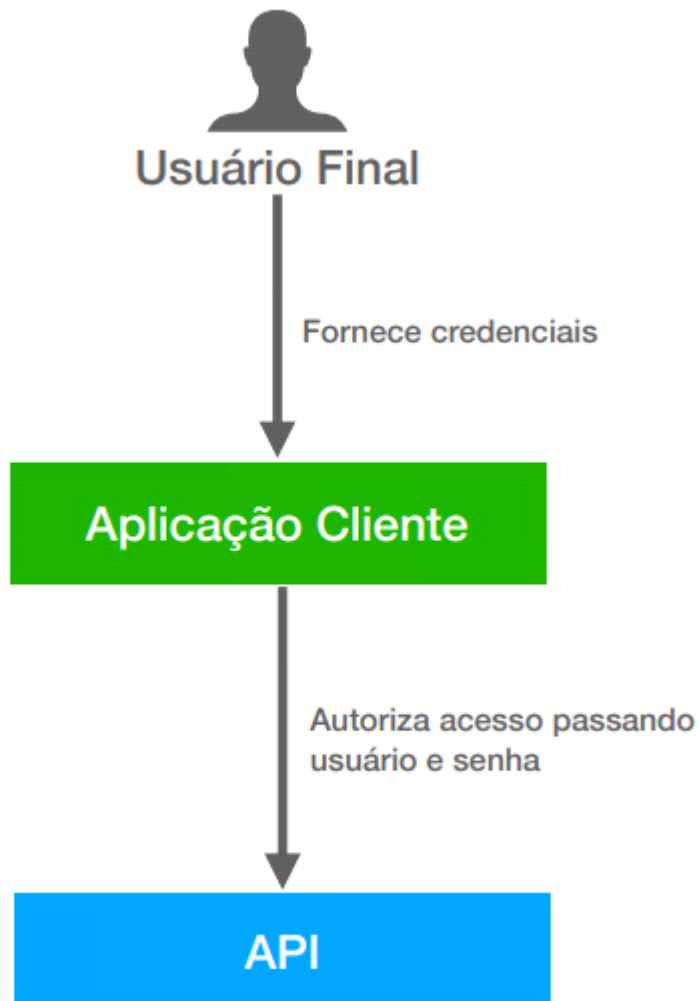 Usuário Final
Fornece credenciais
Aplicação Cliente
Autoriza acesso passando
usuário e senha
API